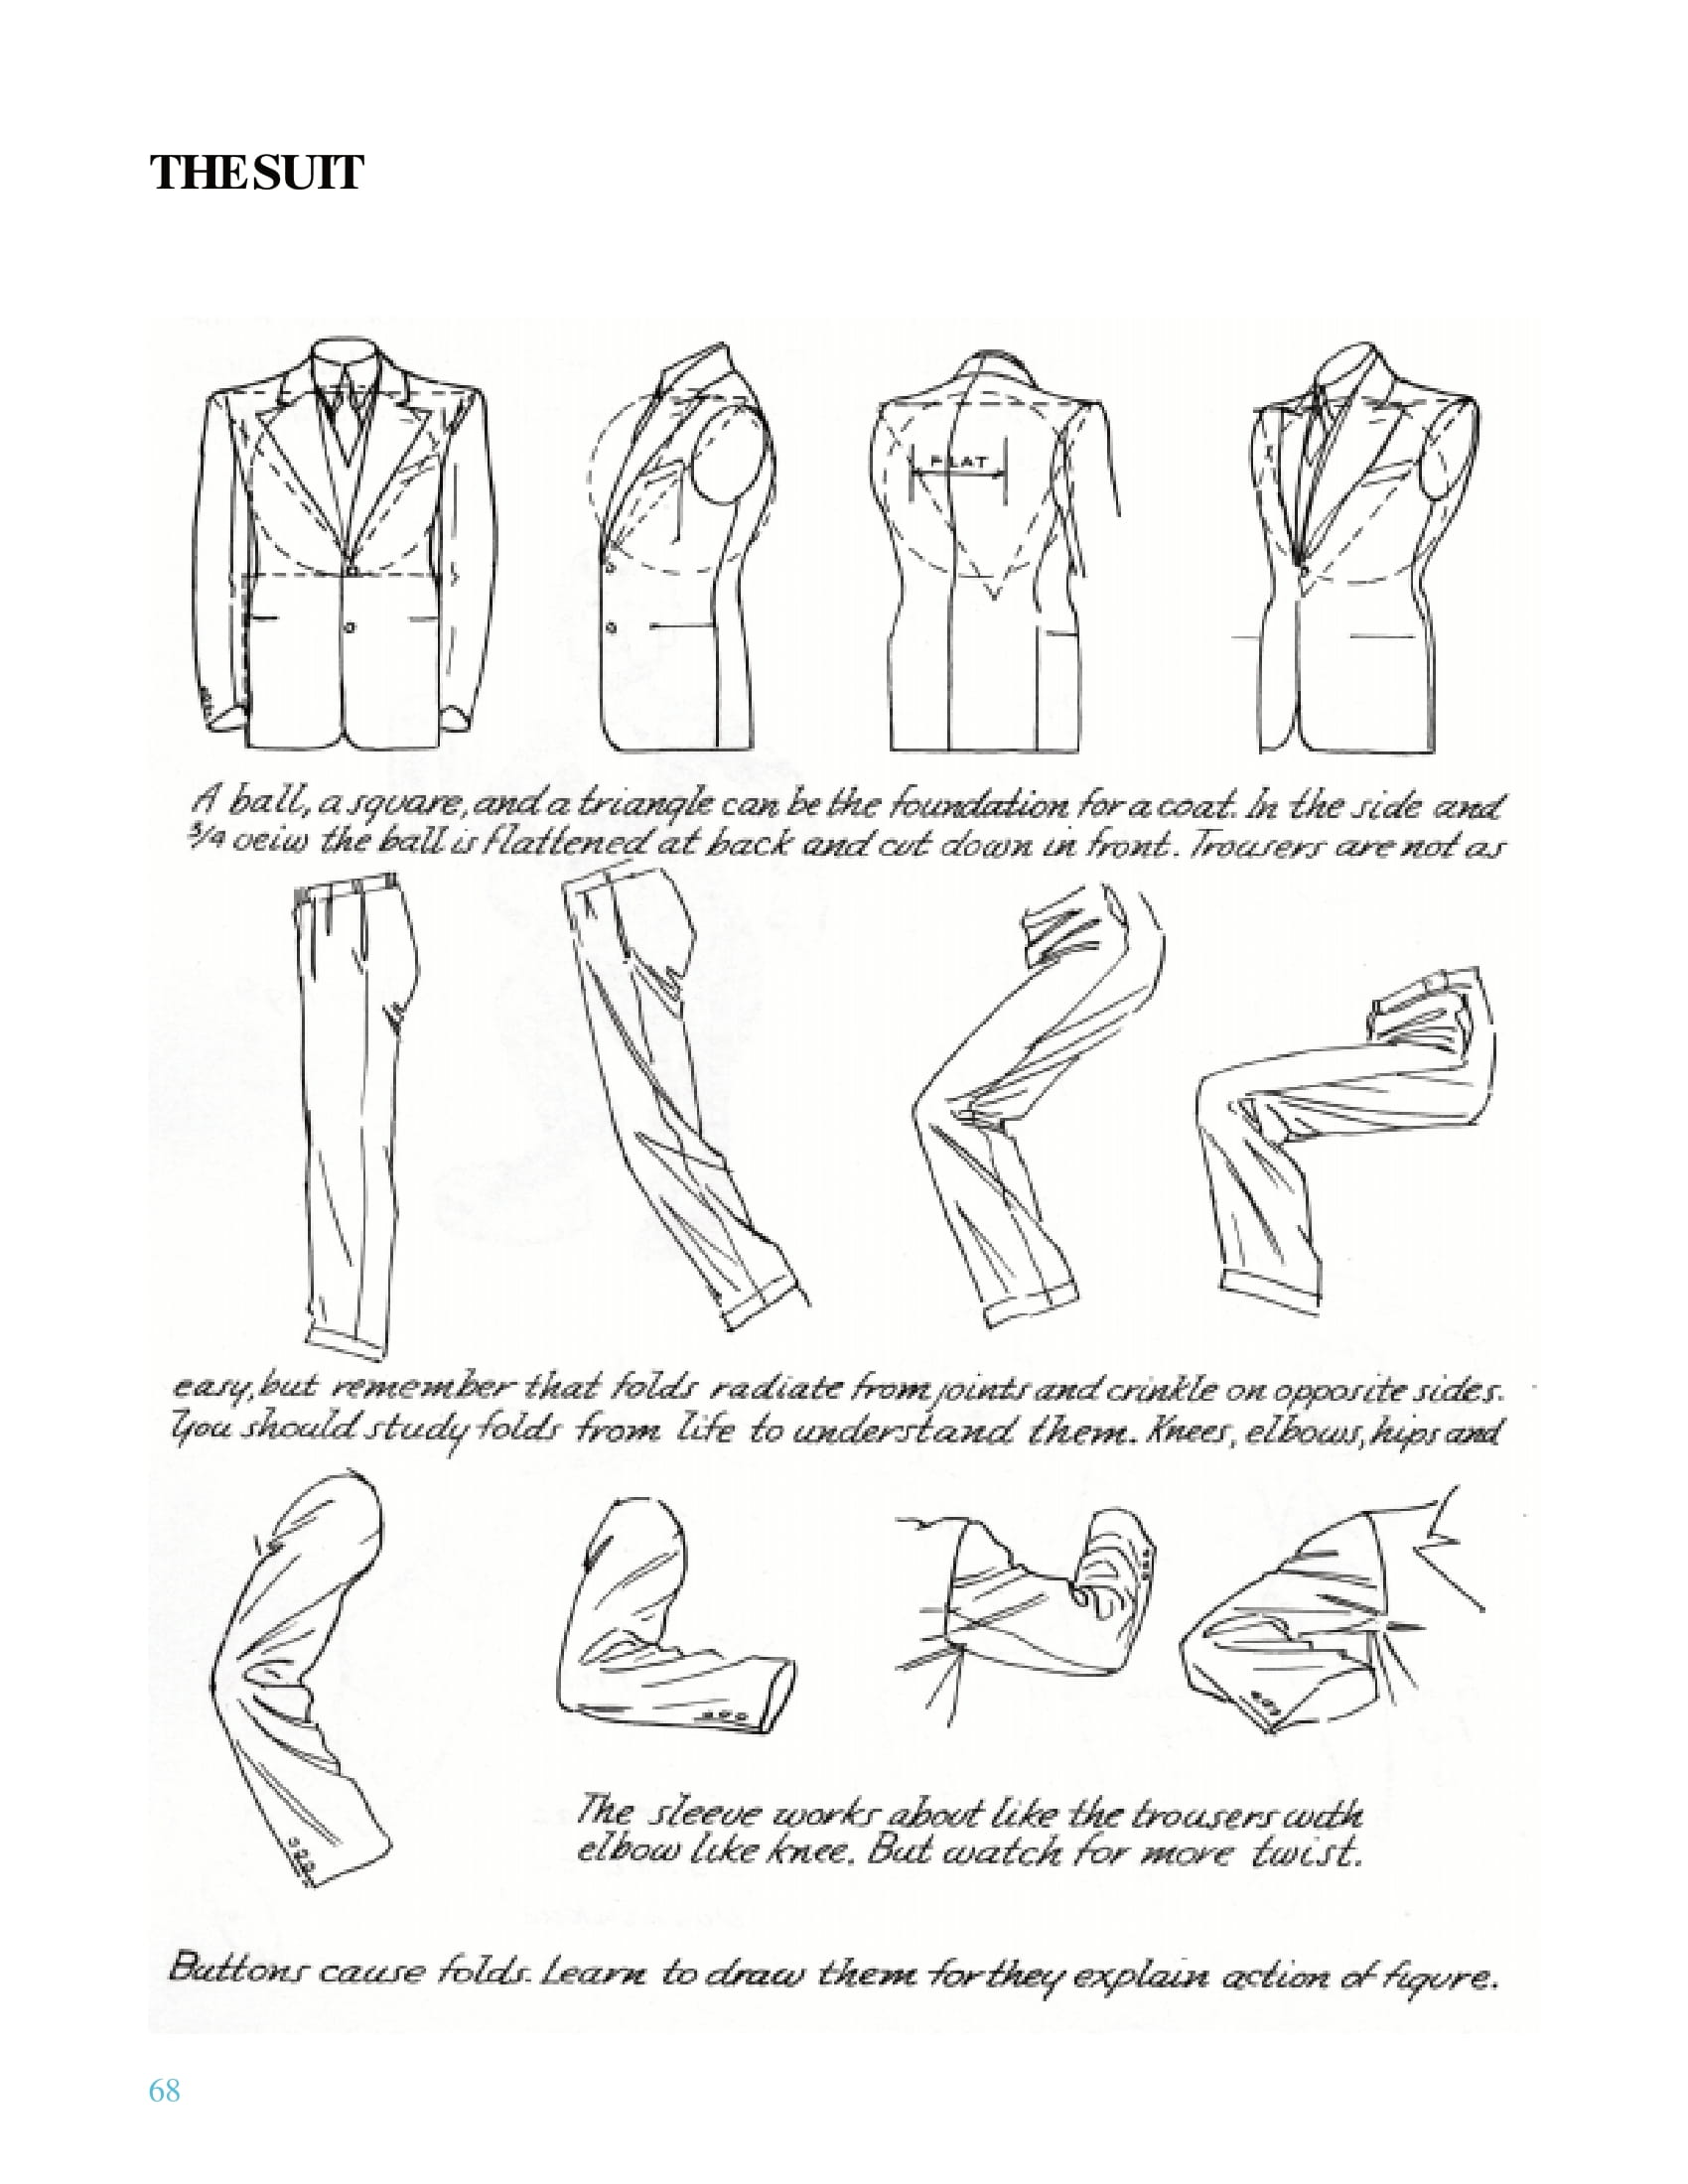 THE SUIT
FLAT
A ball, a square, and a triangle can be the foundation for a coat. In the side and
3/4 veiw the ball is flattened at back and cut down in front. Trousers are not as
easy, but remember that folds radiate from joints and crinkle on opposite sides.
You should study folds from life to understand them. Knees, elbows, hips and
The sleeve works about like the trousers with
elbow like knee. But watch for more twist.
Buttons cause folds. Learn to draw them for they explain action of figure.
68